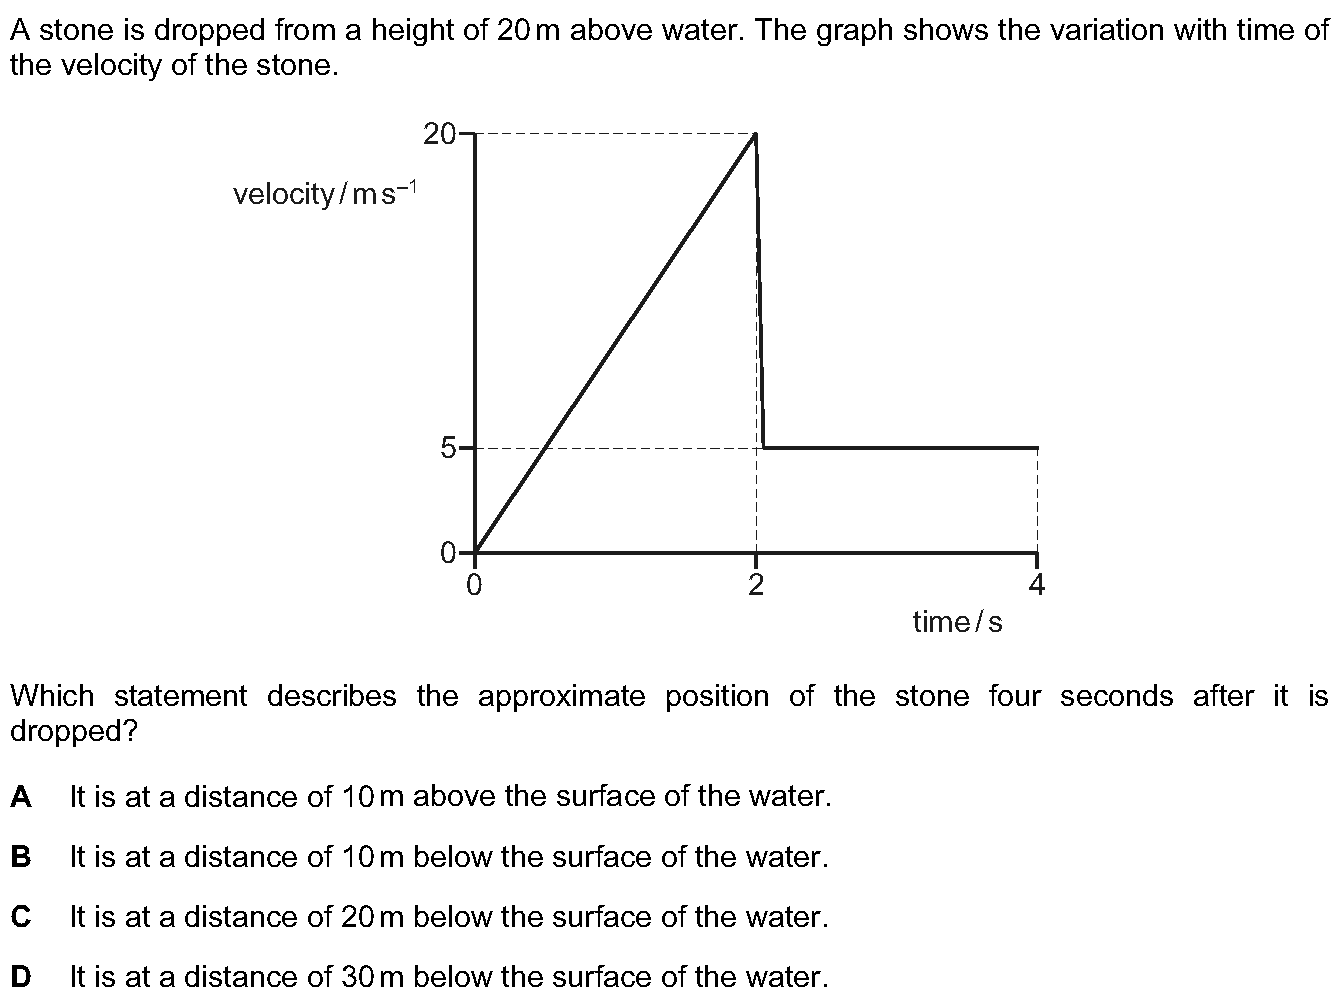 A stone is dropped from a height of 20 m above water. The graph shows the variation with time of
the velocity of the stone.
20
velocity / m s⁻¹
5
0
0 2 4
time / s
Which statement describes the approximate position of the stone four seconds after it is
dropped?
A It is at a distance of 10 m above the surface of the water.
B It is at a distance of 10 m below the surface of the water.
C It is at a distance of 20 m below the surface of the water.
D It is at a distance of 30 m below the surface of the water.